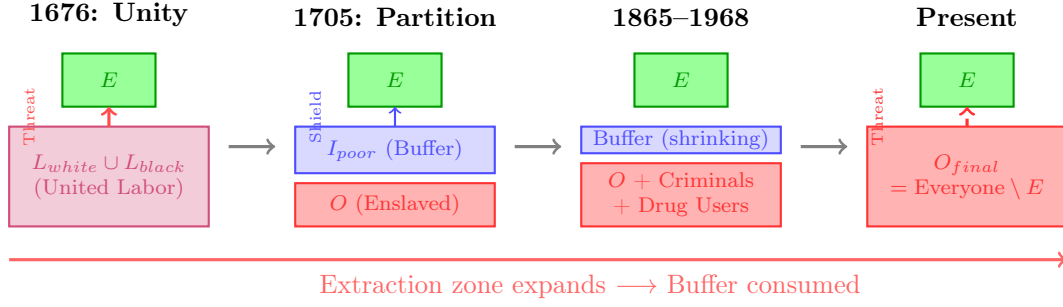 1676: Unity
1705: Partition
1865–1968
Present
E
E
E
E
Threat
Shield
Threat
L_white ∪ L_black
(United Labor)
I_poor (Buffer)
O (Enslaved)
Buffer (shrinking)
O + Criminals
+ Drug Users
O_final
= Everyone \ E
Extraction zone expands ⟶ Buffer consumed